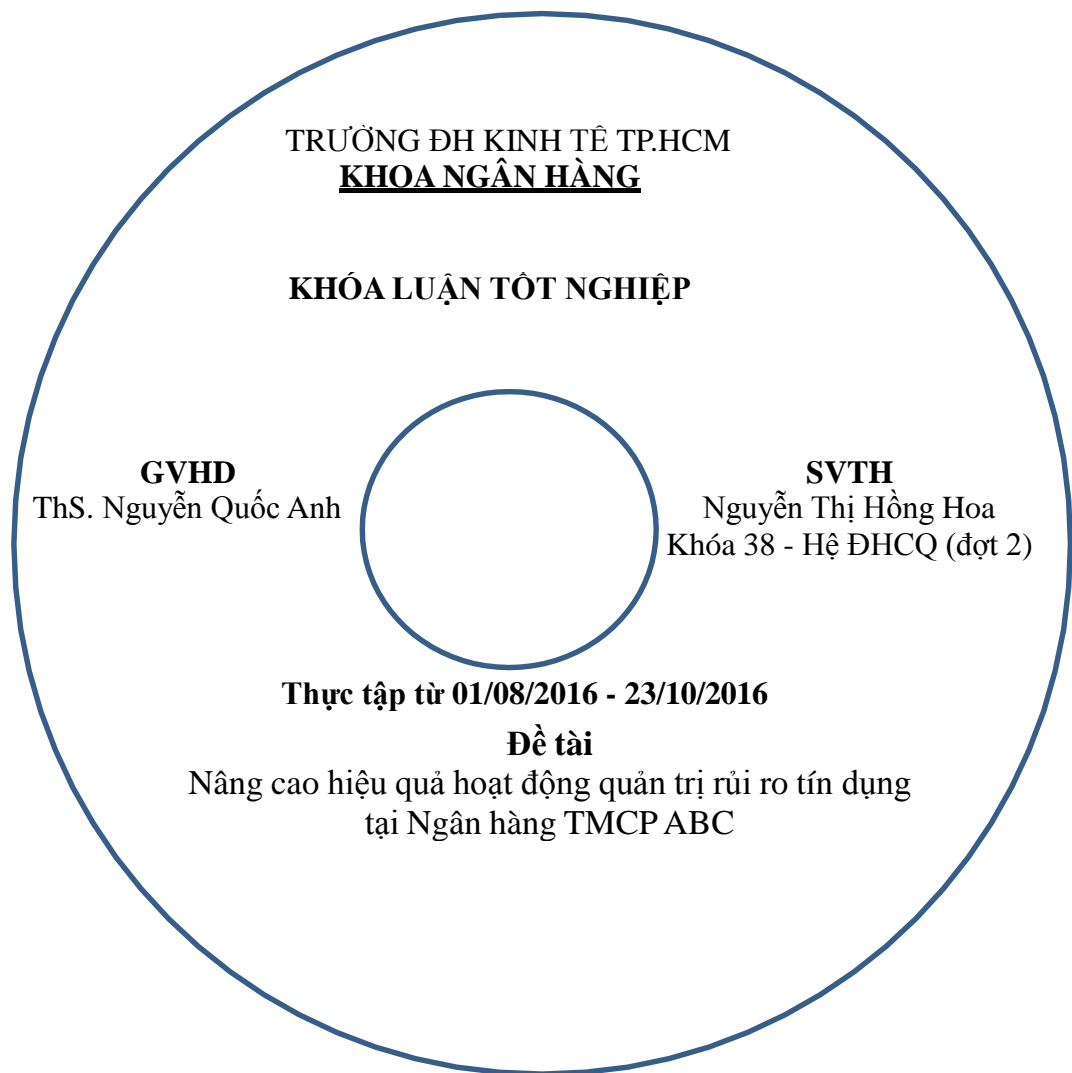 TRƯỜNG ĐH KINH TẾ TP.HCM
KHOA NGÂN HÀNG
KHÓA LUẬN TỐT NGHIỆP
GVHD
ThS. Nguyễn Quốc Anh
SVTH
Nguyễn Thị Hồng Hoa
Khóa 38 - Hệ ĐHCQ (đợt 2)
Thực tập từ 01/08/2016 - 23/10/2016
Đề tài
Nâng cao hiệu quả hoạt động quản trị rủi ro tín dụng
tại Ngân hàng TMCP ABC